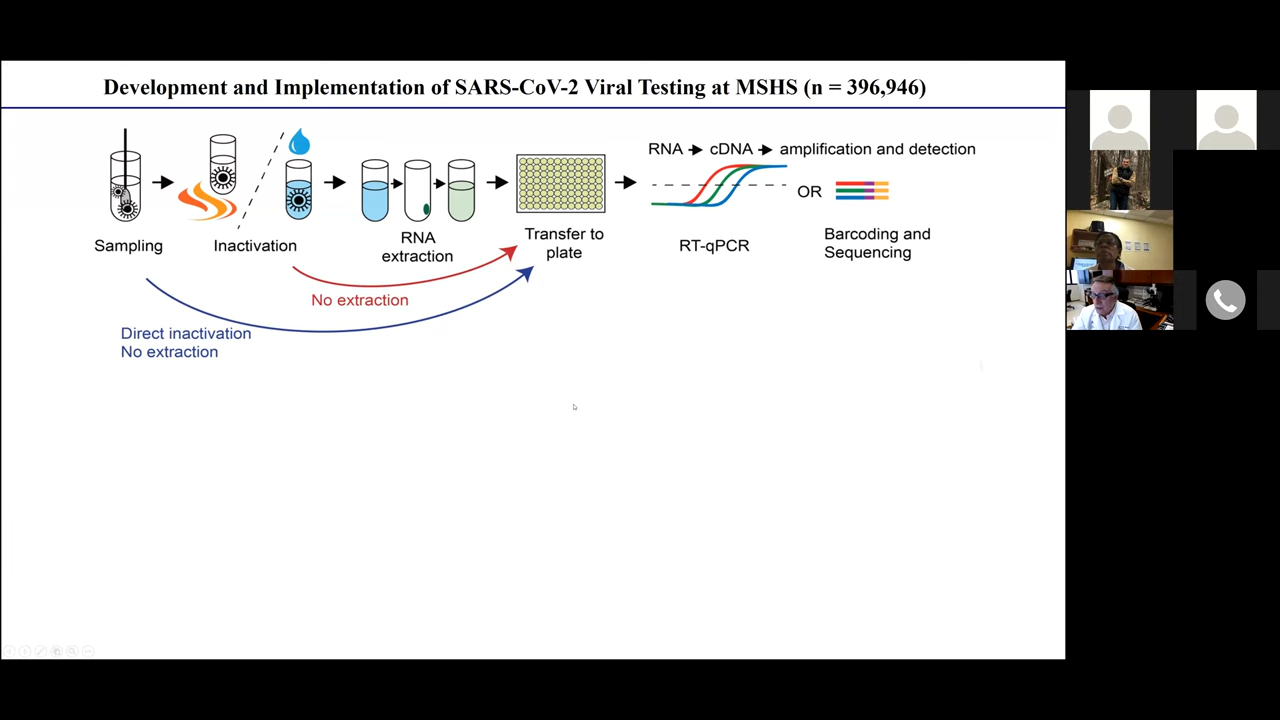 Development and Implementation of SARS-CoV-2 Viral Testing at MSHS (n = 396,946)
RNA cDNA amplification and detection
OR
Sampling
Inactivation
RNA
extraction
Transfer to
plate
RT-qPCR
Barcoding and
Sequencing
No extraction
Direct inactivation
No extraction